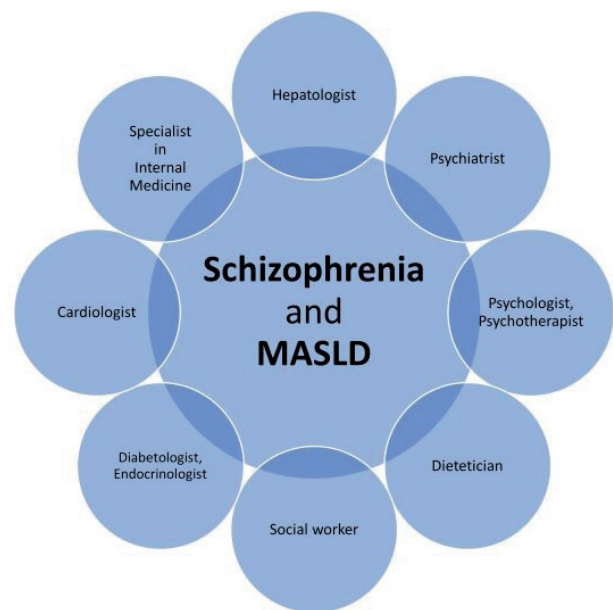 Hepatologist
Psychiatrist
Psychologist,
Psychotherapist
Dietetician
Social worker
Diabetologist,
Endocrinologist
Cardiologist
Specialist
in
Internal
Medicine
Schizophrenia
and
MASLD